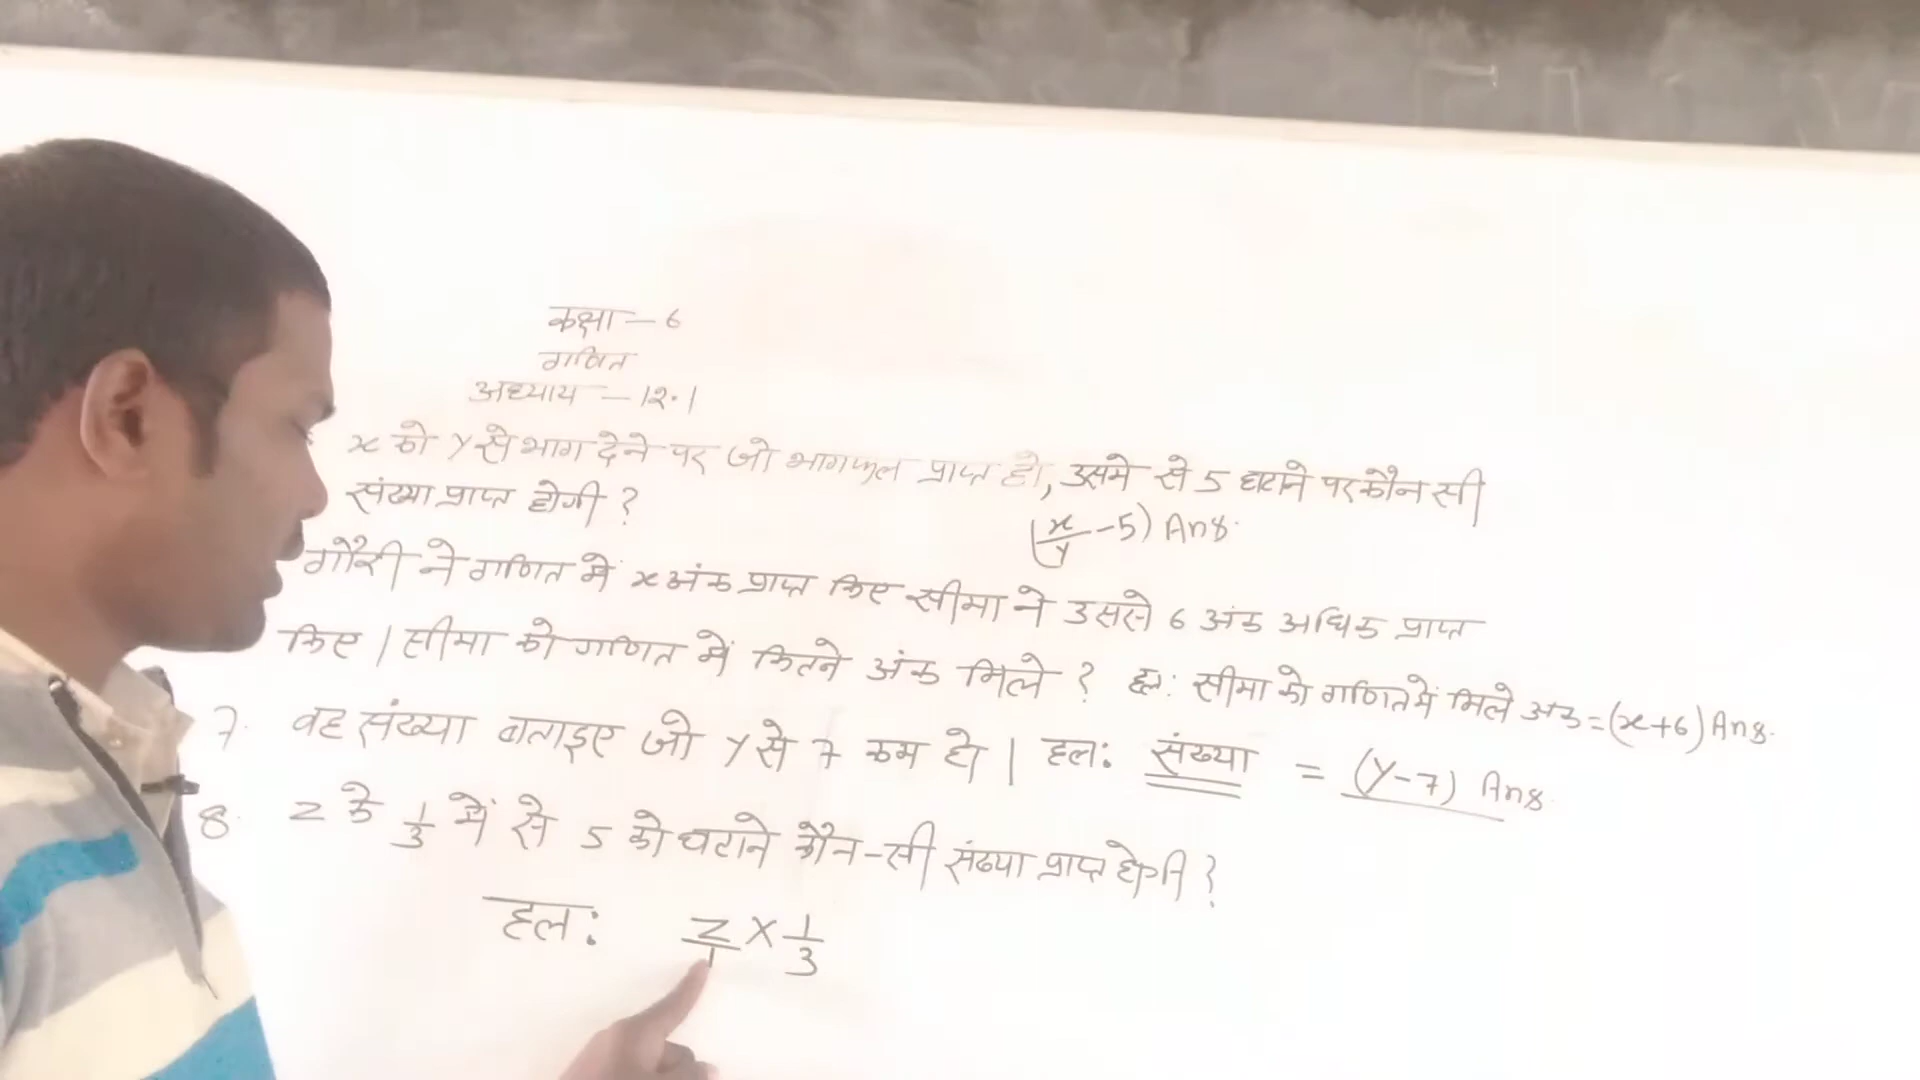 कक्षा - 6
गणित
अध्याय - 12.1
x को y से भाग देने पर जो भागफल प्राप्त हो, उसमे से 5 घटाने पर कौन सी
संख्या प्राप्त होगी ?
(x/y - 5) Ans.
गौरी ने गणित में x अंक प्राप्त किए सीमा ने उससे 6 अंक अधिक प्राप्त
किए | सीमा को गणित में कितने अंक मिले ? हल: सीमा को गणित में मिले अंक = (x+6) Ans.
7. वह संख्या बताइए जो y से 7 कम हो | हल: संख्या = (y-7) Ans.
8. z के 1/3 में से 5 को घटाने कौन-सी संख्या प्राप्त होगी ?
हल: z/1 × 1/3